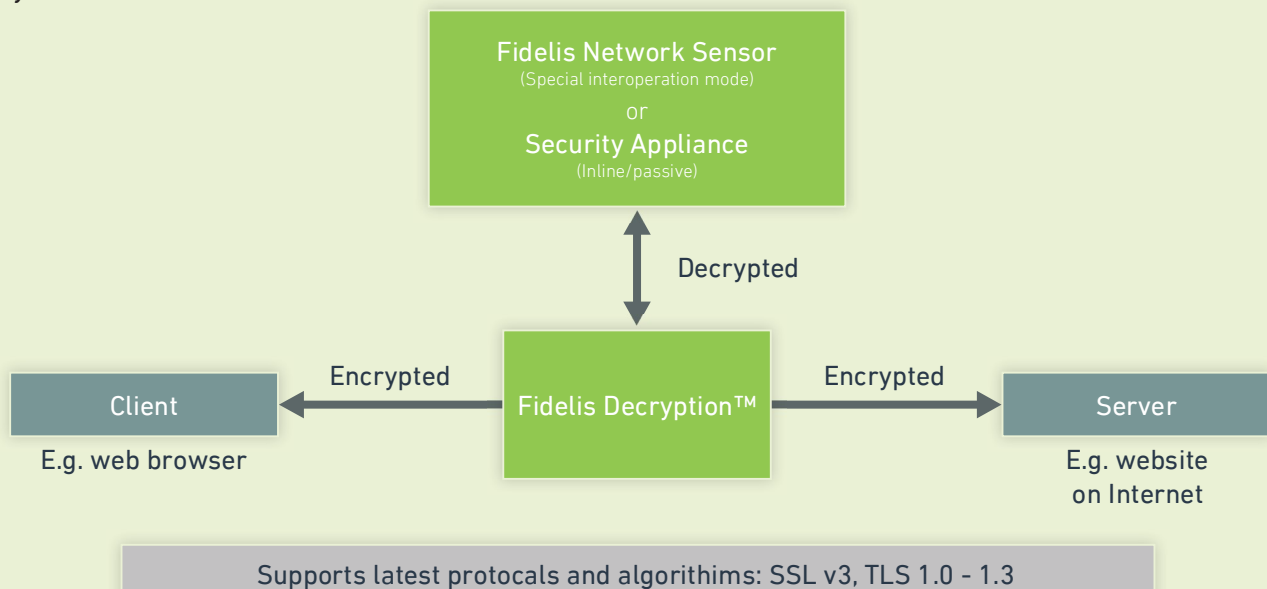 Fidelis Network Sensor
(Special interoperation mode)
or
Security Appliance
(Inline/passive)
Decrypted
Encrypted
Encrypted
Client
Fidelis Decryption™
Server
E.g. web browser
E.g. website
on Internet
Supports latest protocals and algorithims: SSL v3, TLS 1.0 - 1.3